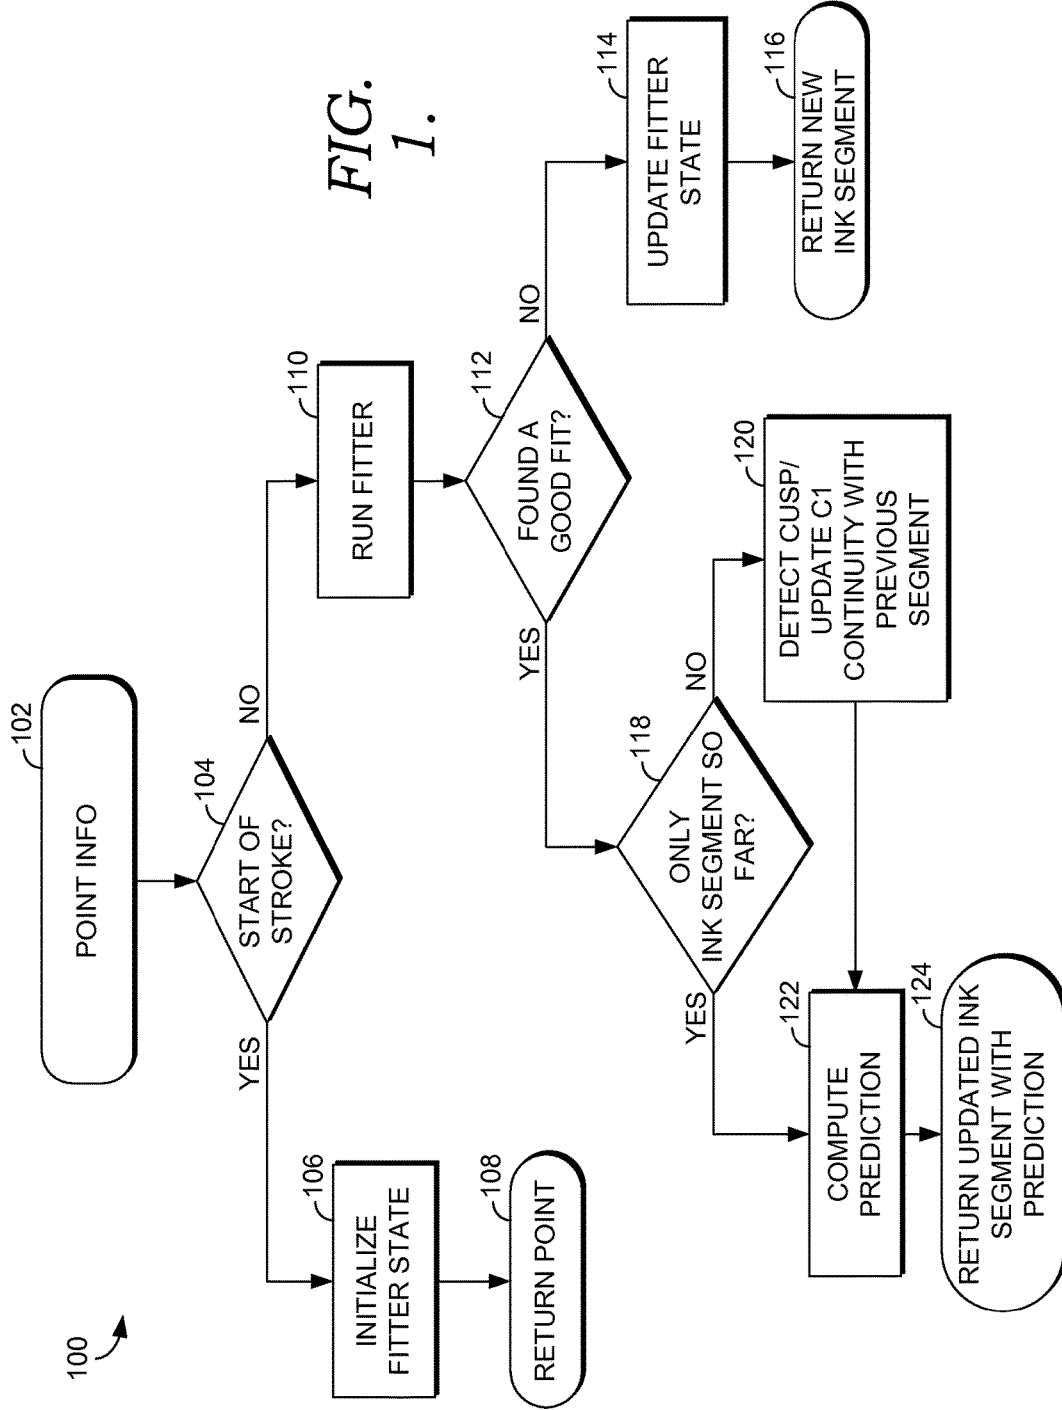 100
102
POINT INFO
104
START OF
STROKE?
YES
NO
106
INITIALIZE
FITTER STATE
108
RETURN POINT
110
RUN FITTER
112
FOUND A
GOOD FIT?
YES
NO
FIG.
1.
114
UPDATE FITTER
STATE
116
RETURN NEW
INK SEGMENT
118
ONLY
INK SEGMENT SO
FAR?
YES
NO
120
DETECT CUSP/
UPDATE C1
CONTINUITY WITH
PREVIOUS
SEGMENT
122
COMPUTE
PREDICTION
124
RETURN UPDATED INK
SEGMENT WITH
PREDICTION